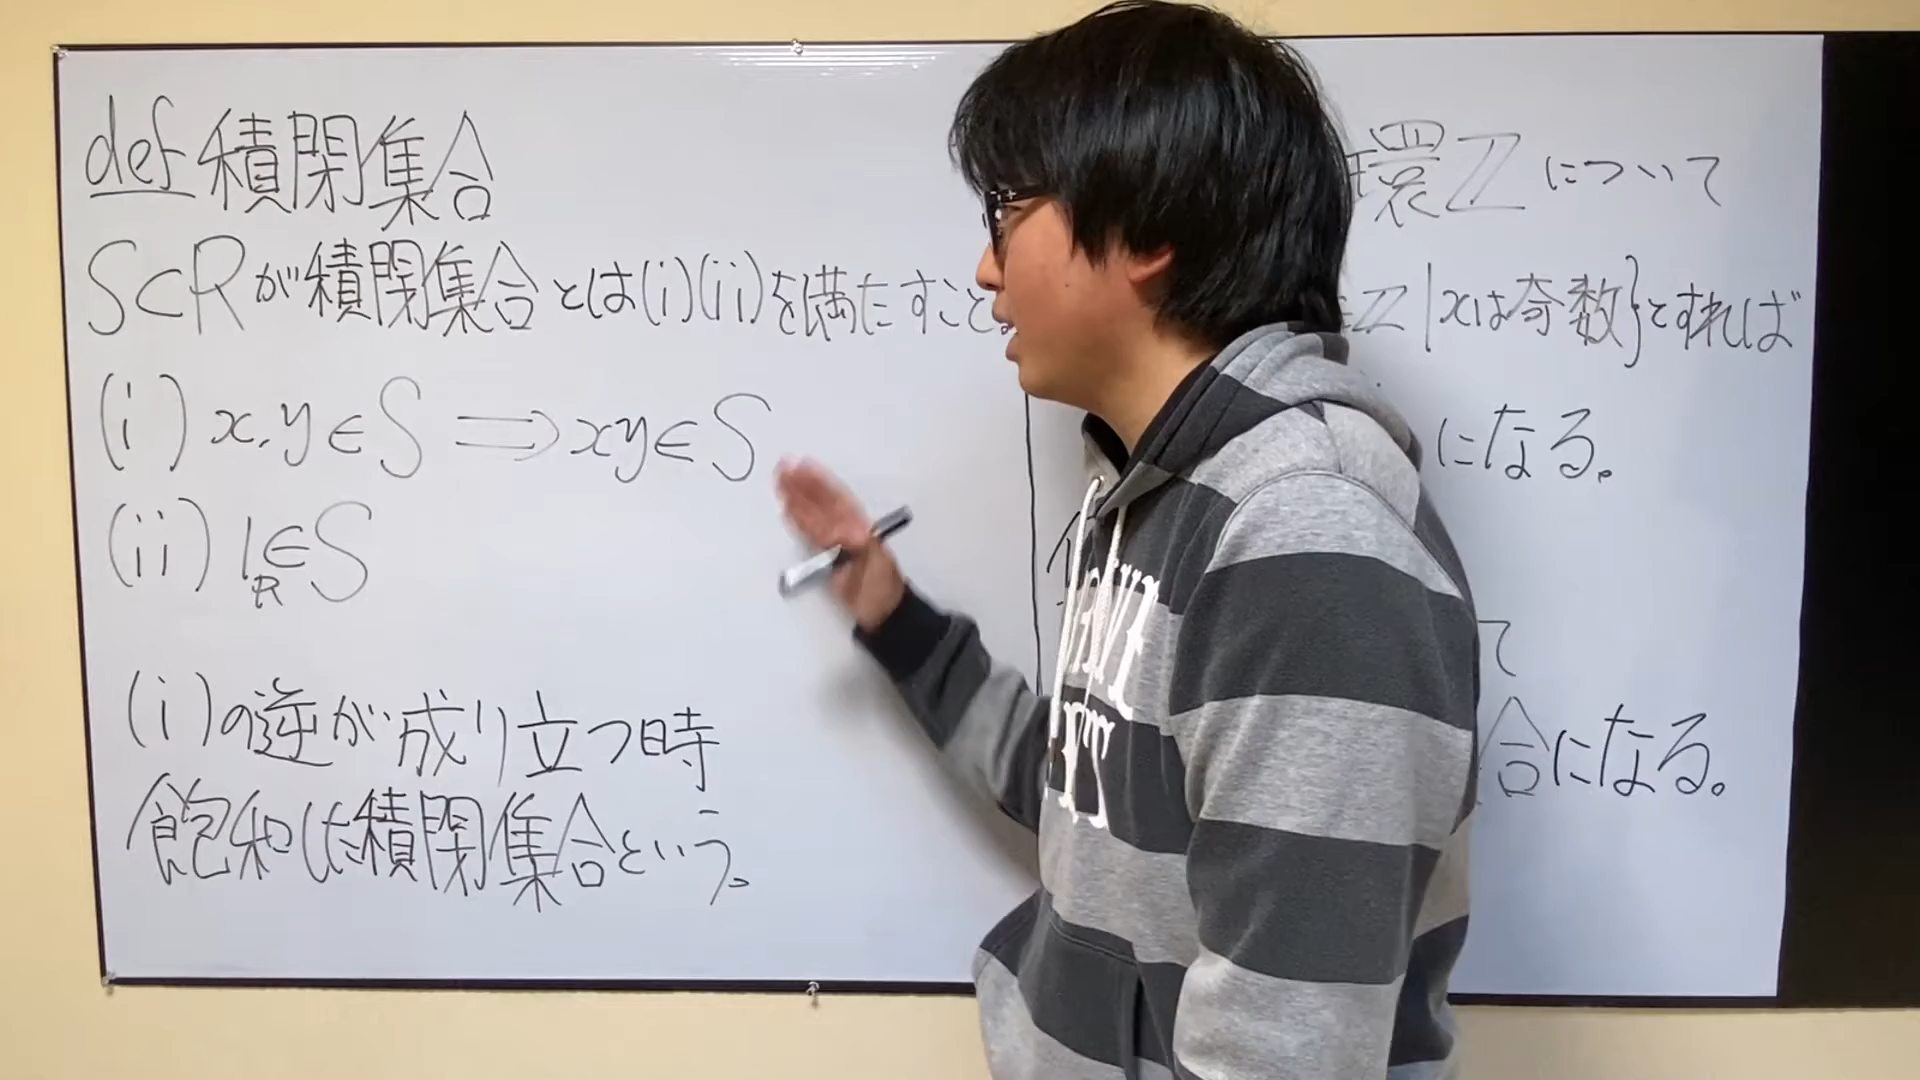 def 積閉集合
S⊂Rが積閉集合とは(i)(ii)を満たすこと。
(i) x,y∈S ⟹ xy∈S
(ii) 1_R∈S
(i)の逆が成り立つ時
飽和した積閉集合という。
環ℤについて
∈ℤ|xは奇数}とすれば
になる。
て
合になる。